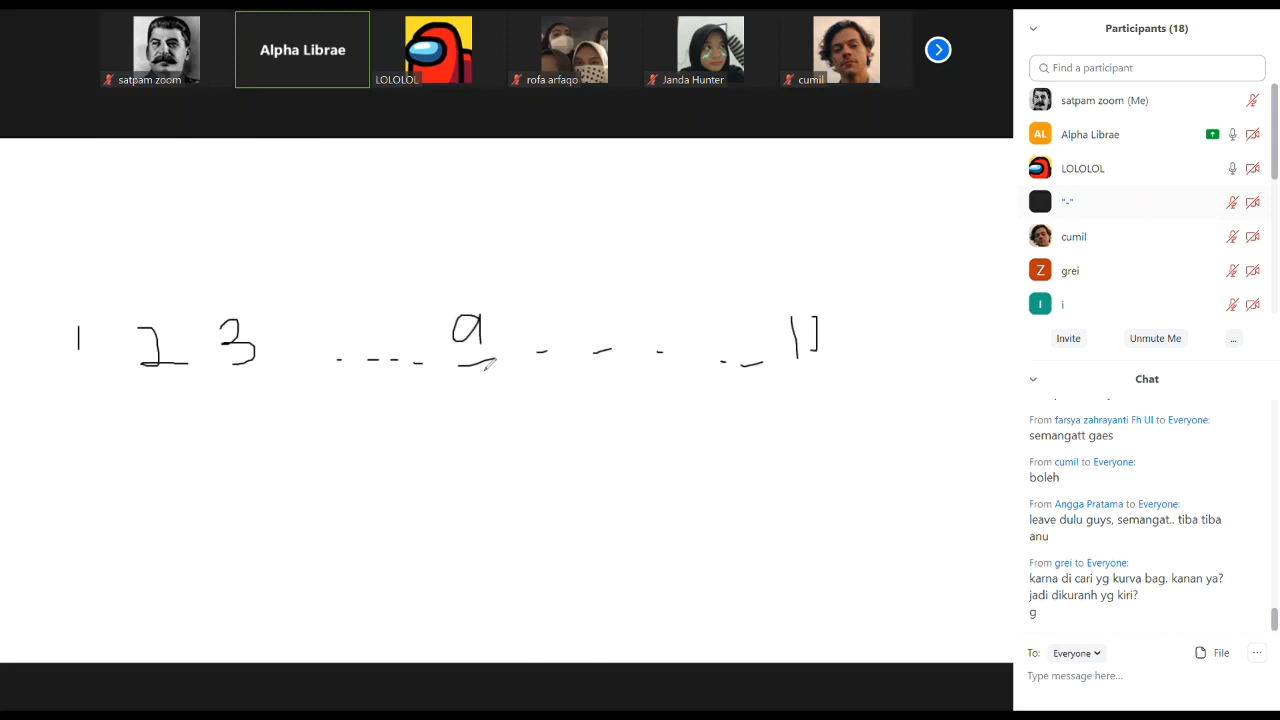 satpam zoom
Alpha Librae
LOLOLOL
rofa arfaqo
Janda Hunter
cumil
1 2 3 . - - - 9 - - - . -
Participants (18)
Find a participant
satpam zoom (Me)
AL Alpha Librae
LOLOLOL
"-"
cumil
Z grei
I i
Invite Unmute Me ...
Chat
From farsya zahrayanti Fh UI to Everyone:
semangatt gaes
From cumil to Everyone:
boleh
From Angga Pratama to Everyone:
leave dulu guys, semangat.. tiba tiba
anu
From grei to Everyone:
karna di cari yg kurva bag. kanan ya?
jadi dikuranh yg kiri?
g
To: Everyone File ...
Type message here...